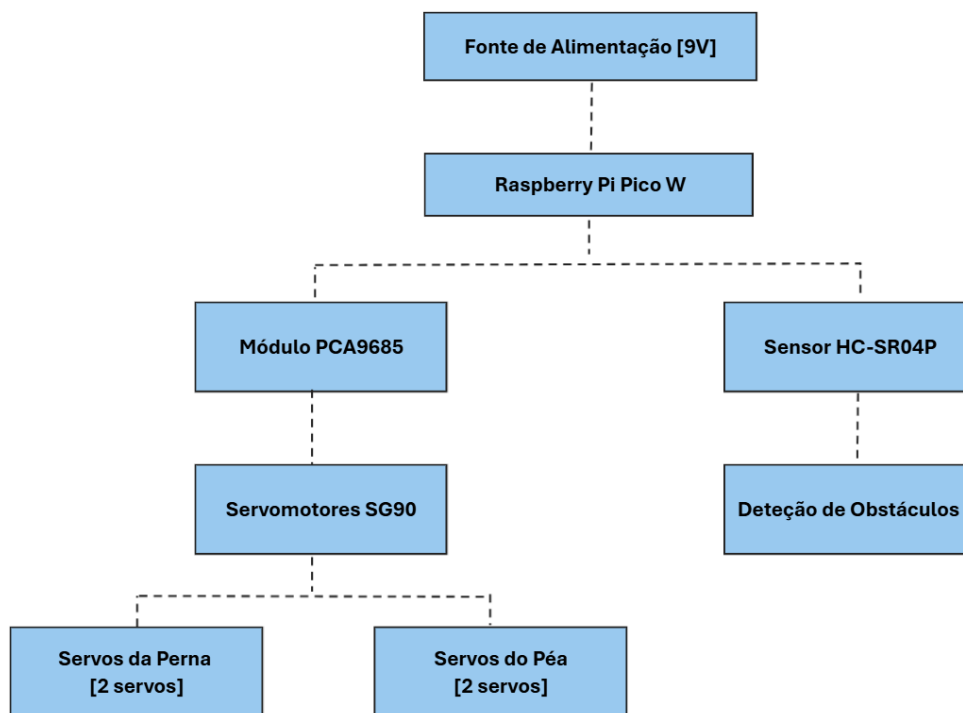 Fonte de Alimentação [9V]
Raspberry Pi Pico W
Módulo PCA9685
Sensor HC-SR04P
Servomotores SG90
Deteção de Obstáculos
Servos da Perna
[2 servos]
Servos do Péa
[2 servos]